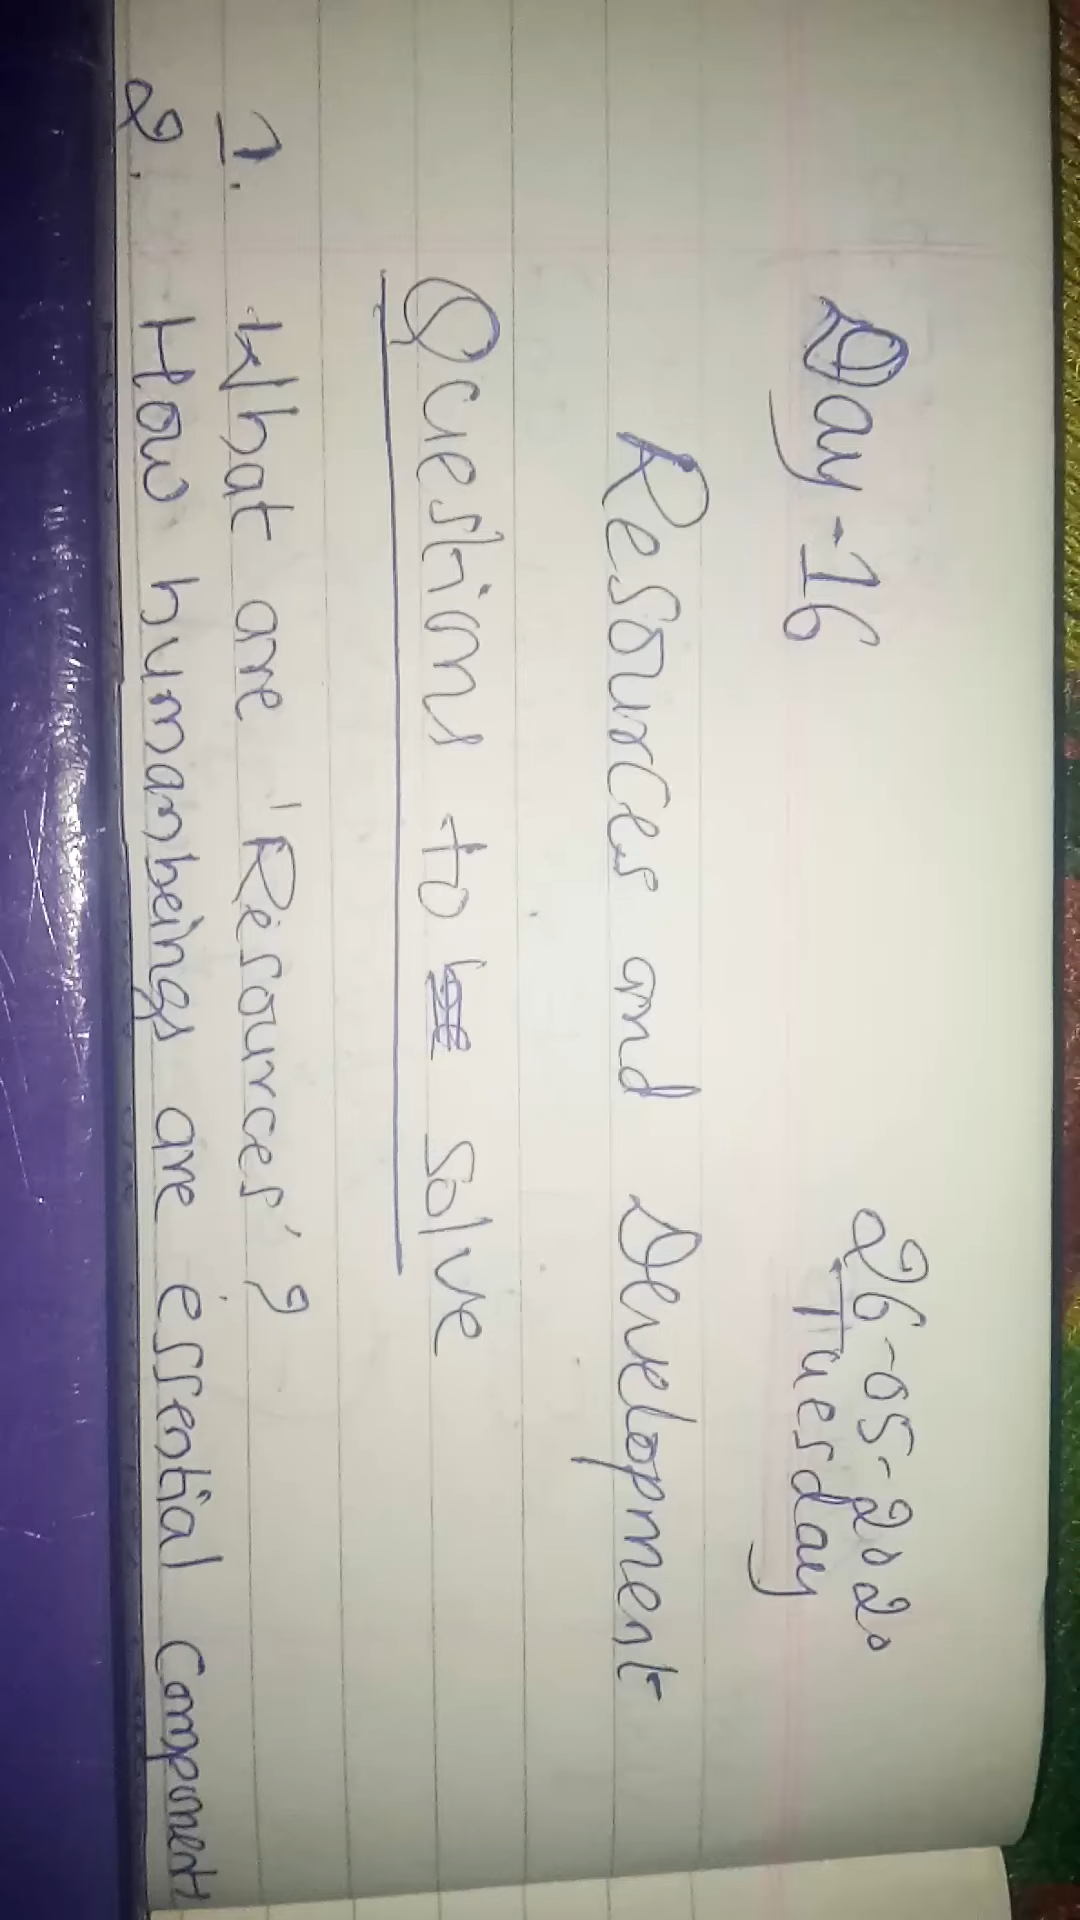 26-05-2020
Day-16 Tuesday
Resources and Development
Questions to solve
1. What are 'Resources'?
2. How humanbeings are essential component